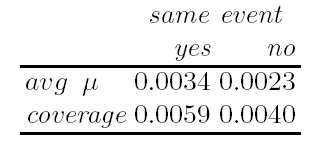 same event
yes no
avg μ 0.0034 0.0023
coverage 0.0059 0.0040